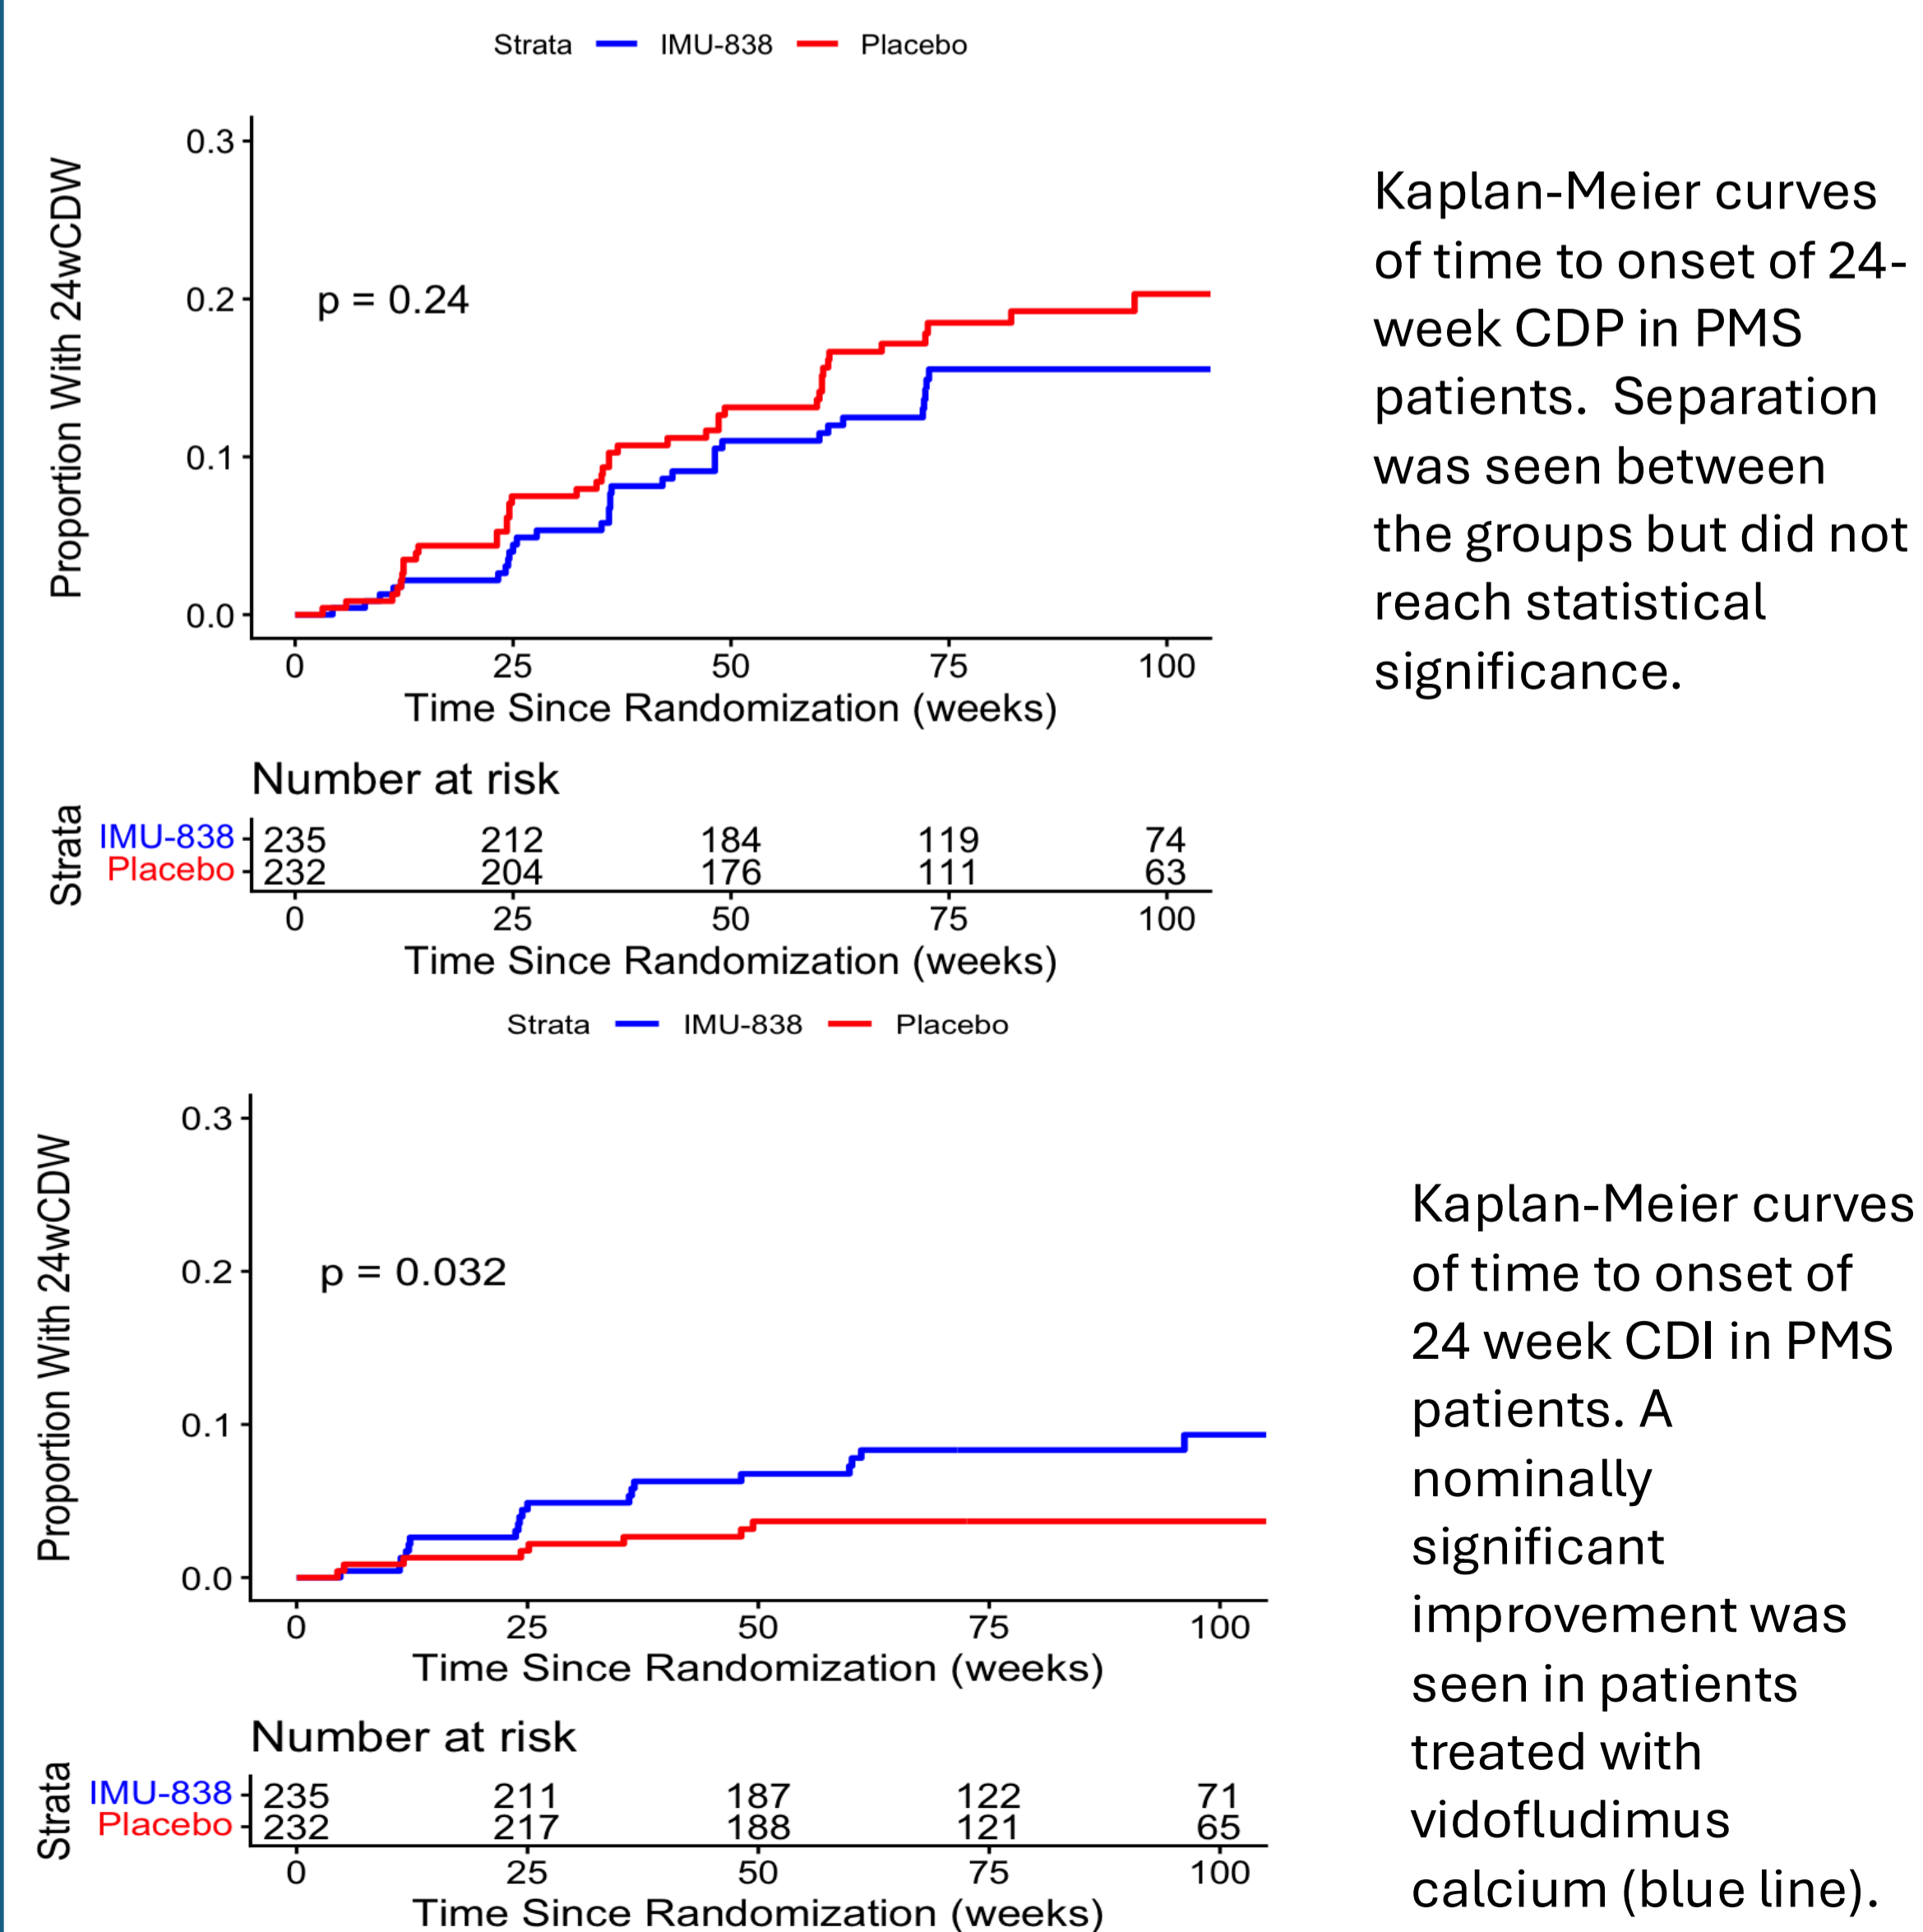 Strata IMU-838 Placebo
Proportion With 24wCDW
0.3
0.2
0.1
0.0
p = 0.24
0 25 50 75 100
Time Since Randomization (weeks)
Number at risk
Strata
IMU-838 235 212 184 119 74
Placebo 232 204 176 111 63
0 25 50 75 100
Time Since Randomization (weeks)
Kaplan-Meier curves
of time to onset of 24-
week CDP in PMS
patients.  Separation
was seen between
the groups but did not
reach statistical
significance.
Strata IMU-838 Placebo
Proportion With 24wCDW
0.3
0.2
0.1
0.0
p = 0.032
0 25 50 75 100
Time Since Randomization (weeks)
Number at risk
Strata
IMU-838 235 211 187 122 71
Placebo 232 217 188 121 65
0 25 50 75 100
Time Since Randomization (weeks)
Kaplan-Meier curves
of time to onset of
24 week CDI in PMS
patients. A
nominally
significant
improvement was
seen in patients
treated with
vidofludimus
calcium (blue line).